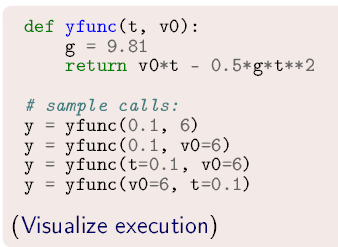 def yfunc(t, v0):
    g = 9.81
    return v0*t - 0.5*g*t**2

# sample calls:
y = yfunc(0.1, 6)
y = yfunc(0.1, v0=6)
y = yfunc(t=0.1, v0=6)
y = yfunc(v0=6, t=0.1)
(Visualize execution)